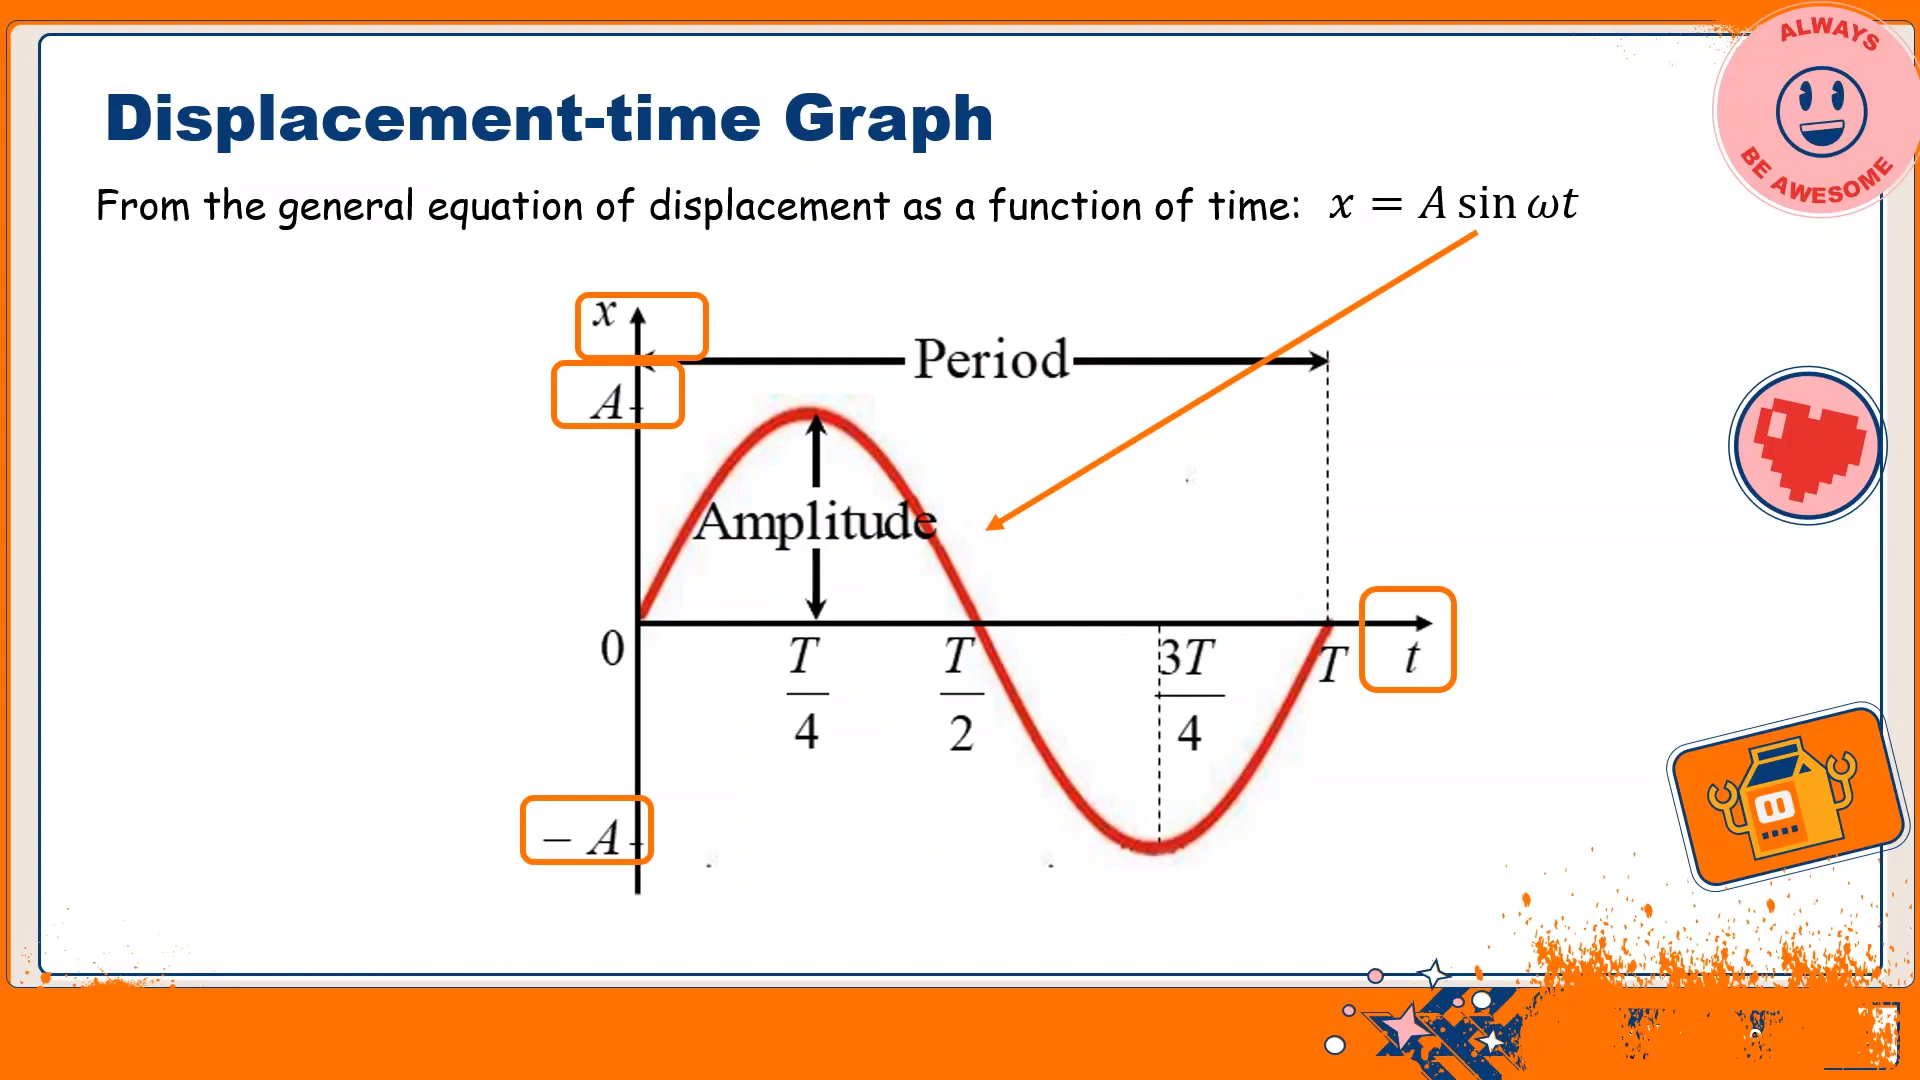 ALWAYS
BE AWESOME
Displacement-time Graph
From the general equation of displacement as a function of time: x = A sin ωt
x
Period
A
Amplitude
0
T/4
T/2
3T/4
T
t
− A